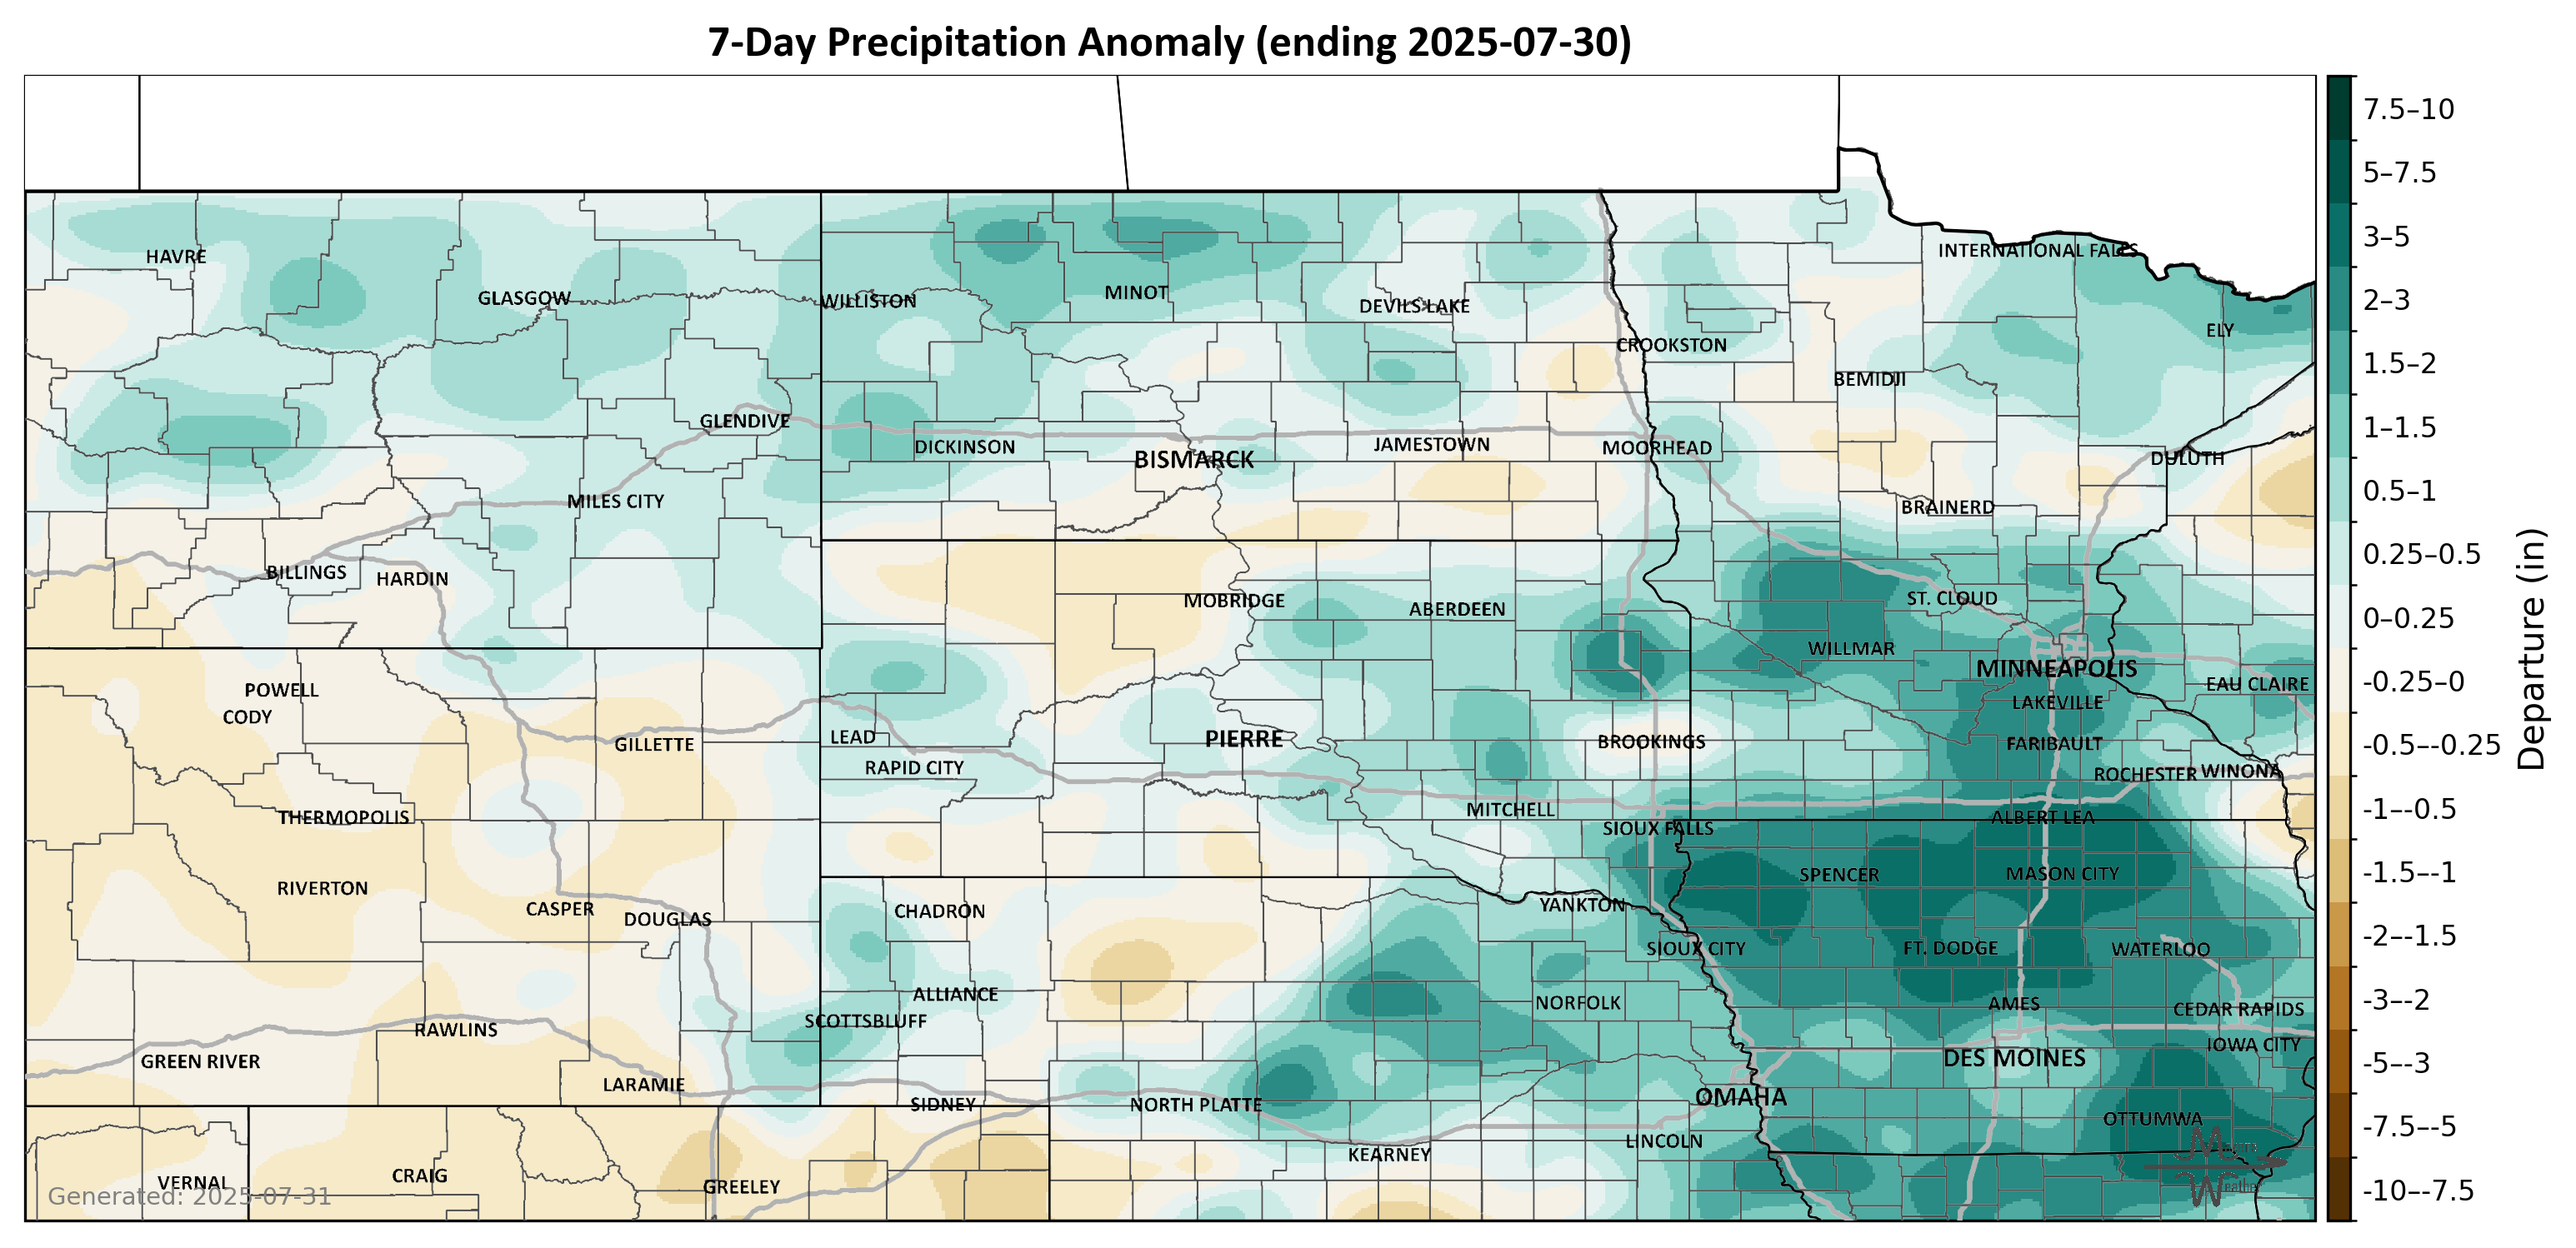 7-Day Precipitation Anomaly (ending 2025-07-30)
7.5–10
5–7.5
3–5
2–3
1.5–2
1–1.5
0.5–1
0.25–0.5
0–0.25
-0.25–0
-0.5–-0.25
-1–-0.5
-1.5–-1
-2–-1.5
-3–-2
-5–-3
-7.5–-5
-10–-7.5
Departure (in)
INTERNATIONAL FALLS
HAVRE
GLASGOW
WILLISTON
MINOT
DEVILS LAKE
ELY
CROOKSTON
BEMIDJI
GLENDIVE
DICKINSON
BISMARCK
JAMESTOWN
MOORHEAD
DULUTH
MILES CITY
BRAINERD
BILLINGS
HARDIN
MOBRIDGE
ABERDEEN
ST. CLOUD
WILLMAR
MINNEAPOLIS
EAU CLAIRE
POWELL
CODY
LAKEVILLE
GILLETTE
LEAD
PIERRE
BROOKINGS
FARIBAULT
RAPID CITY
ROCHESTER
WINONA
THERMOPOLIS
MITCHELL
SIOUX FALLS
ALBERT LEA
RIVERTON
SPENCER
MASON CITY
CASPER
DOUGLAS
CHADRON
YANKTON
SIOUX CITY
FT. DODGE
WATERLOO
ALLIANCE
NORFOLK
AMES
CEDAR RAPIDS
SCOTTSBLUFF
RAWLINS
GREEN RIVER
DES MOINES
IOWA CITY
LARAMIE
SIDNEY
NORTH PLATTE
OMAHA
OTTUMWA
LINCOLN
KEARNEY
VERNAL
CRAIG
GREELEY
Generated: 2025-07-31